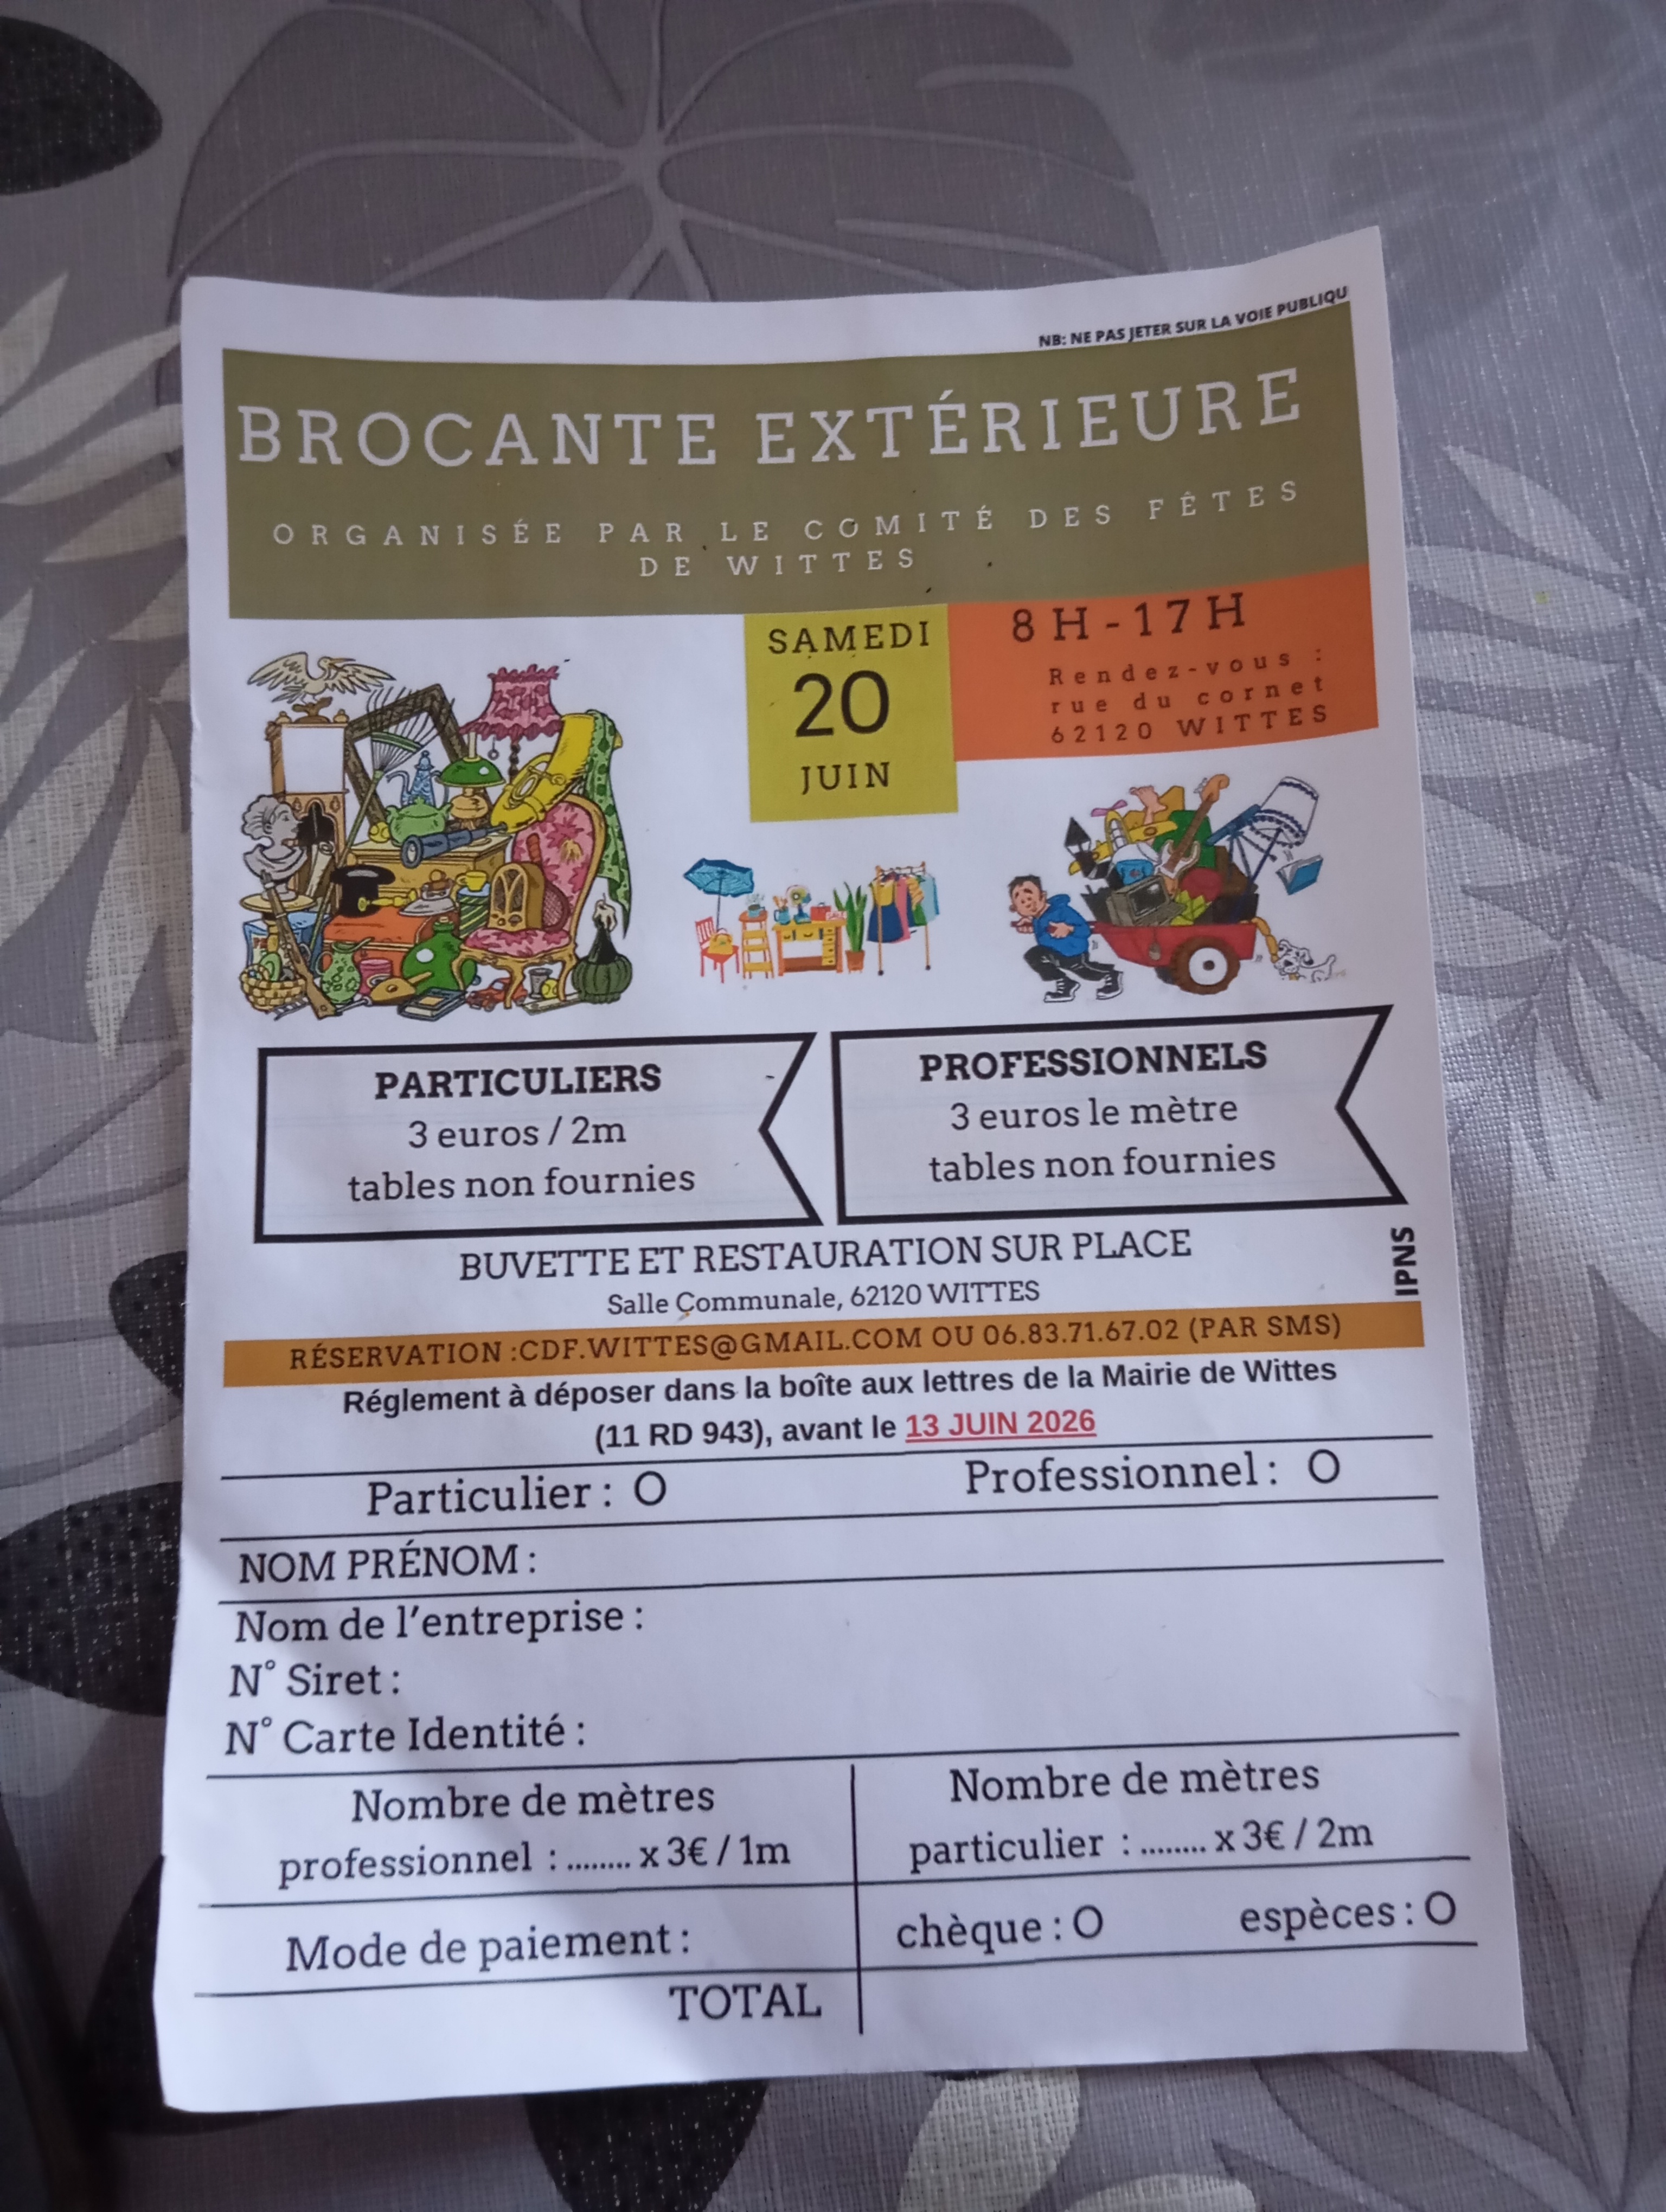 NB: NE PAS JETER SUR LA VOIE PUBLIQU
BROCANTE EXTÉRIEURE
ORGANISÉE PAR LE COMITÉ DES FÊTES
DE WITTES
SAMEDI
20
JUIN
8H-17H
Rendez-vous :
rue du cornet
62120 WITTES
PARTICULIERS
3 euros / 2m
tables non fournies
PROFESSIONNELS
3 euros le mètre
tables non fournies
BUVETTE ET RESTAURATION SUR PLACE
Salle Communale, 62120 WITTES
IPNS
RÉSERVATION :CDF.WITTES@GMAIL.COM OU 06.83.71.67.02 (PAR SMS)
Réglement à déposer dans la boîte aux lettres de la Mairie de Wittes
(11 RD 943), avant le 13 JUIN 2026
Particulier : O Professionnel : O
NOM PRÉNOM :
Nom de l'entreprise :
N° Siret :
N° Carte Identité :
Nombre de mètres
professionnel : ........ x 3€ / 1m
Nombre de mètres
particulier : ........ x 3€ / 2m
Mode de paiement :
chèque : O espèces : O
TOTAL